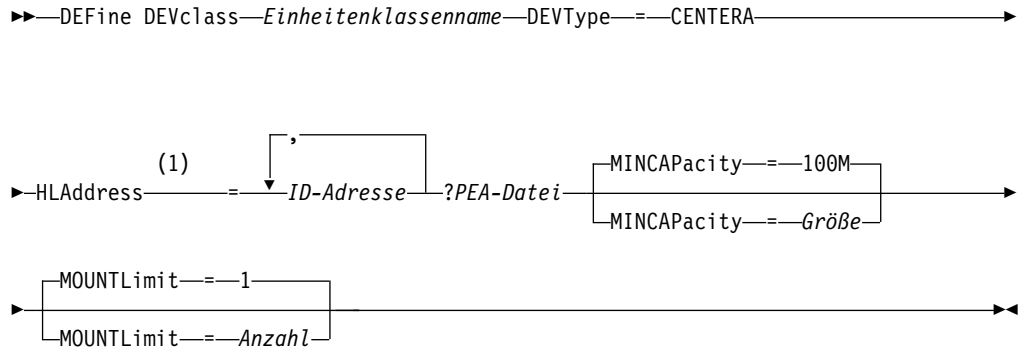 DEFine DEVclass Einheitenklassenname DEVType = CENTERA
,
(1) MINCAPacity = 100M
HLAddress = ID-Adresse ?PEA-Datei
MINCAPacity = Größe
MOUNTLimit = 1
MOUNTLimit = Anzahl